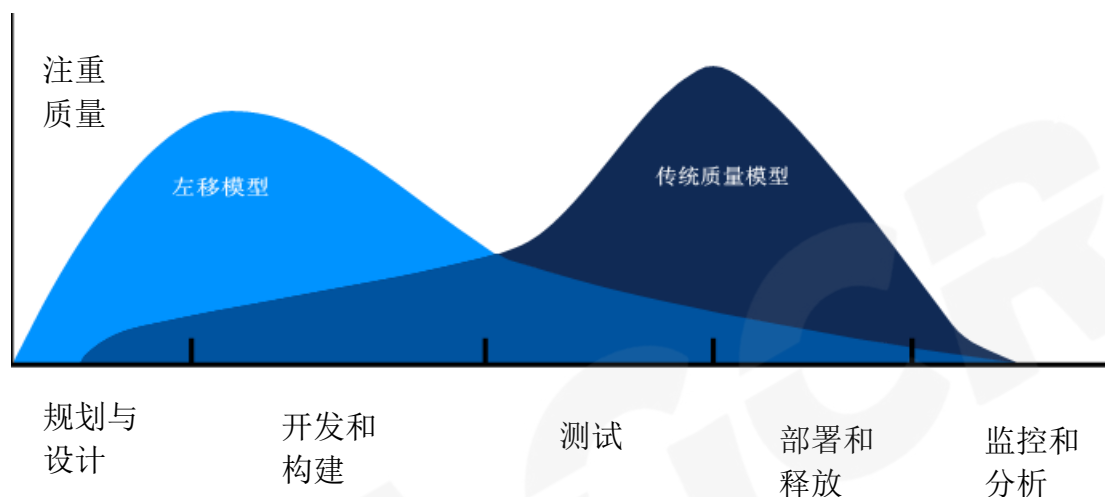 注重
质量
左移模型
传统质量模型
规划与
设计
开发和
构建
测试
部署和
释放
监控和
分析